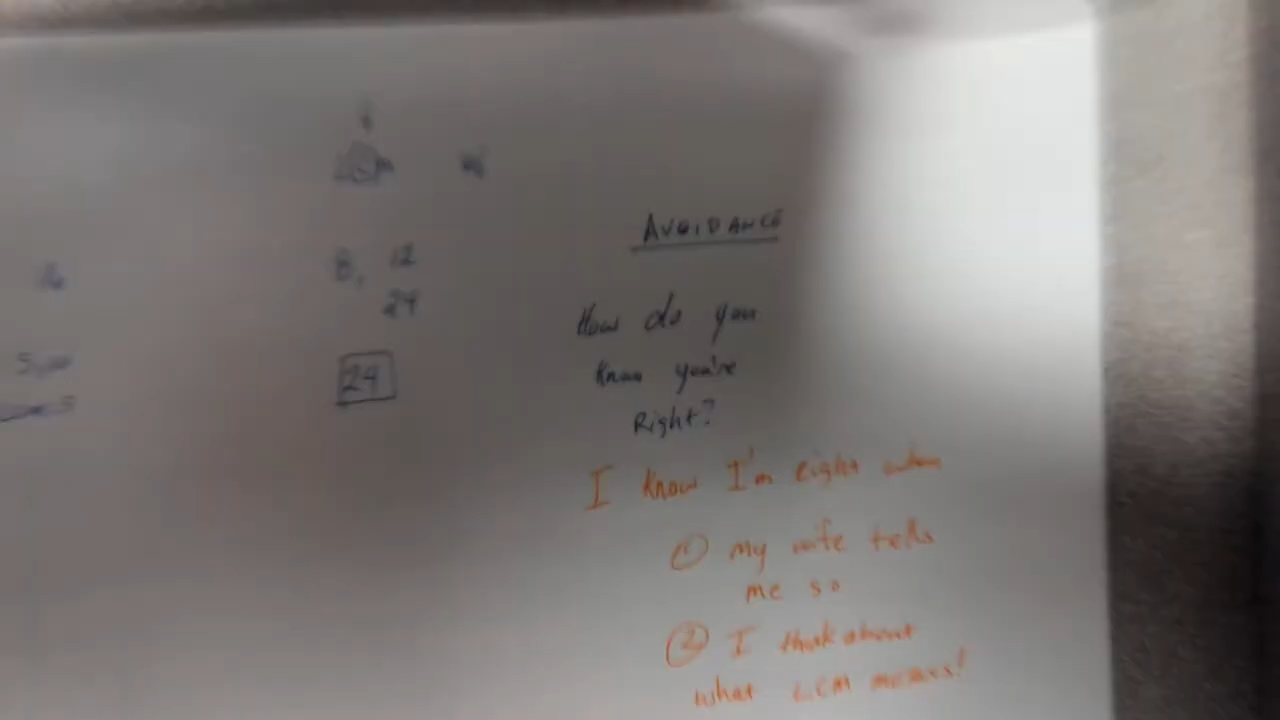 8, 12
24
24
AVOIDANCE
How do you
Know you're
Right?
I know I'm right when
① my wife tells
me so
② I think about
what LCM means!